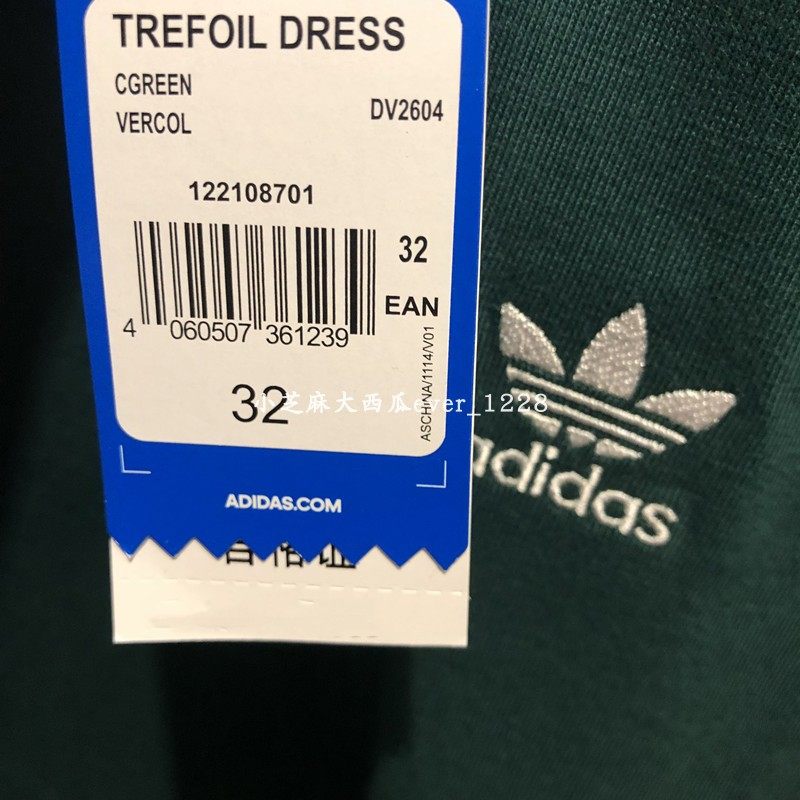 TREFOIL DRESS
CGREEN
VERCOL
DV2604
122108701
32
EAN
4 060507 361239
32
ASCHINA/1114/V01
小芝麻大西瓜ever_1228
ADIDAS.COM
合格证
adidas